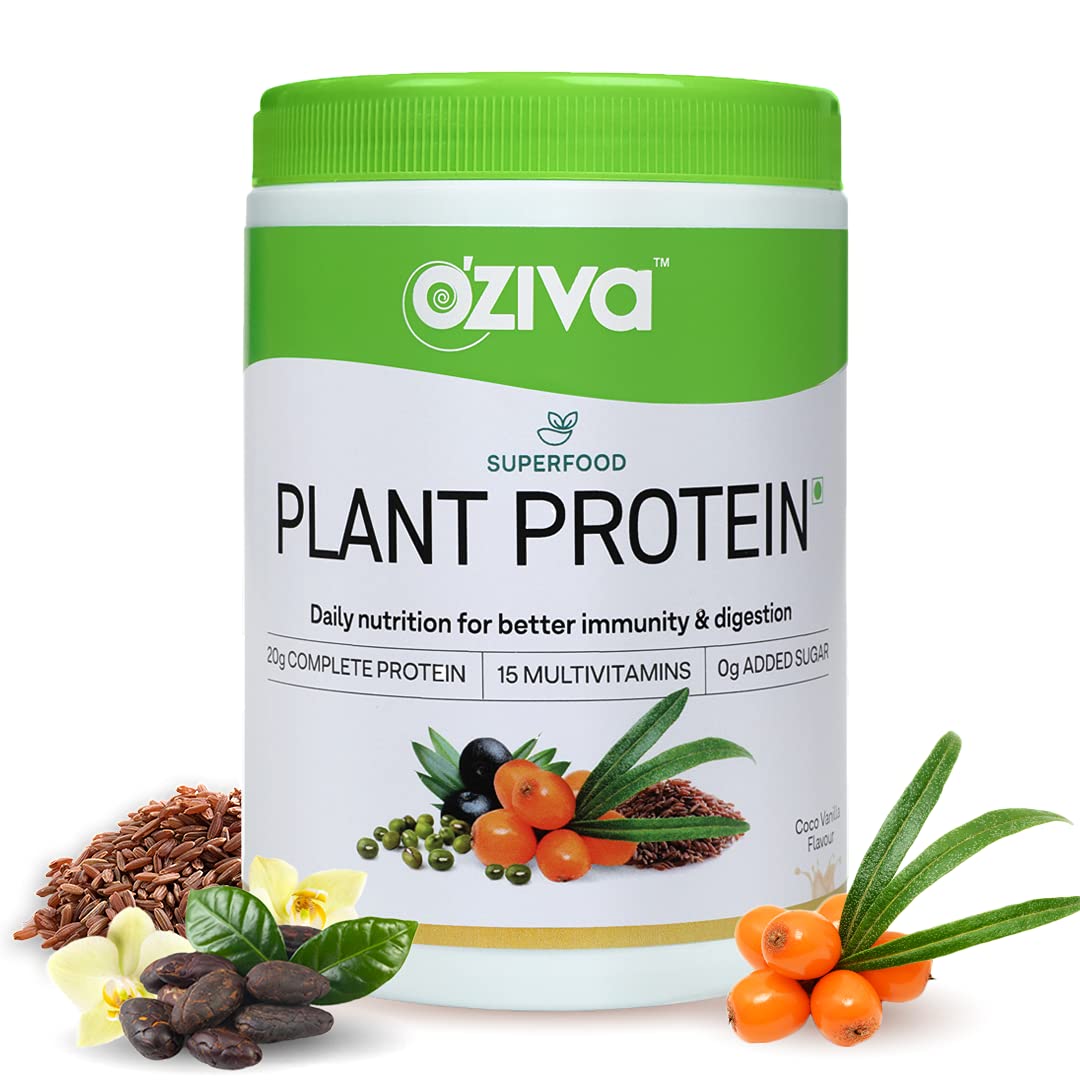 O'ZIVA™
SUPERFOOD
PLANT PROTEIN
Daily nutrition for better immunity & digestion
20g COMPLETE PROTEIN
15 MULTIVITAMINS
0g ADDED SUGAR
Coco Vanilla
Flavour